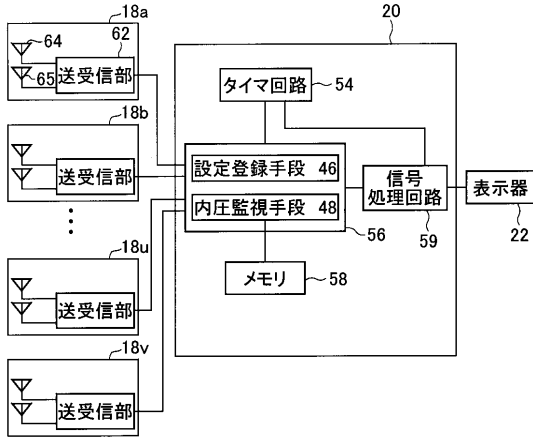 18a
64
62
65
送受信部
18b
送受信部
18u
送受信部
18v
送受信部
20
タイマ回路
54
設定登録手段 46
内圧監視手段 48
56
メモリ
58
信号
処理回路
59
表示器
22